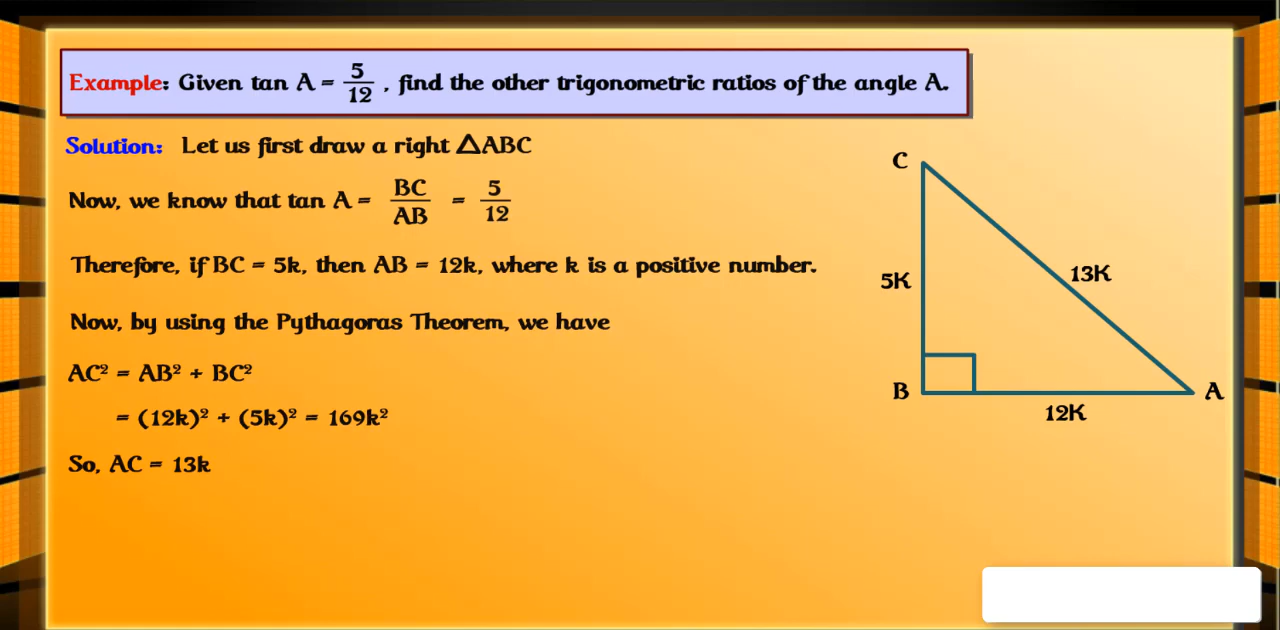 Example: Given tan A = 5/12 , find the other trigonometric ratios of the angle A.
Solution: Let us first draw a right △ABC
Now, we know that tan A = BC/AB = 5/12
Therefore, if BC = 5k, then AB = 12k, where k is a positive number.
Now, by using the Pythagoras Theorem, we have
AC² = AB² + BC²
= (12k)² + (5k)² = 169k²
So, AC = 13k
C
5K
13K
B
A
12K